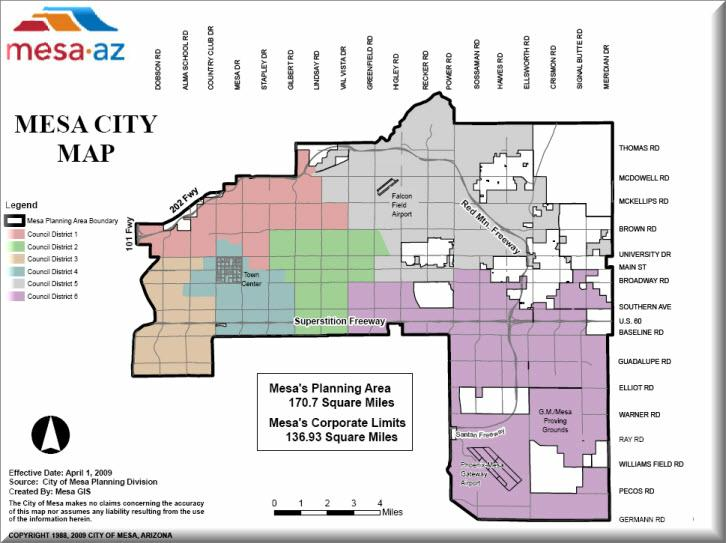 mesa·az
MESA CITY
MAP
DOBSON RD
ALMA SCHOOL RD
COUNTRY CLUB DR
MESA DR
STAPLEY DR
GILBERT RD
LINDSAY RD
VAL VISTA DR
GREENFIELD RD
HIGLEY RD
RECKER RD
POWER RD
SOSSAMAN RD
HAWES RD
ELLSWORTH RD
CRISMON RD
SIGNAL BUTTE RD
MERIDIAN DR
THOMAS RD
MCDOWELL RD
MCKELLIPS RD
BROWN RD
UNIVERSITY DR
MAIN ST
BROADWAY RD
SOUTHERN AVE
U.S. 60
BASELINE RD
GUADALUPE RD
ELLIOT RD
WARNER RD
RAY RD
WILLIAMS FIELD RD
PECOS RD
GERMANN RD
Legend
Mesa Planning Area Boundary
Council District 1
Council District 2
Council District 3
Council District 4
Council District 5
Council District 6
101 Fwy
202 Fwy
Falcon
Field
Airport
Red Mtn. Freeway
Town
Center
Superstition Freeway
G.M./Mesa
Proving
Grounds
Santan Freeway
Phoenix-Mesa
Gateway
Airport
Mesa's Planning Area
170.7 Square Miles
Mesa's Corporate Limits
136.93 Square Miles
0 1 2 3 4
Miles
Effective Date: April 1, 2009
Source: City of Mesa Planning Division
Created By: Mesa GIS
The City of Mesa makes no claims concerning the accuracy
of this map nor assumes any liability resulting from the use
of the information herein.
COPYRIGHT 1988, 2009 CITY OF MESA, ARIZONA